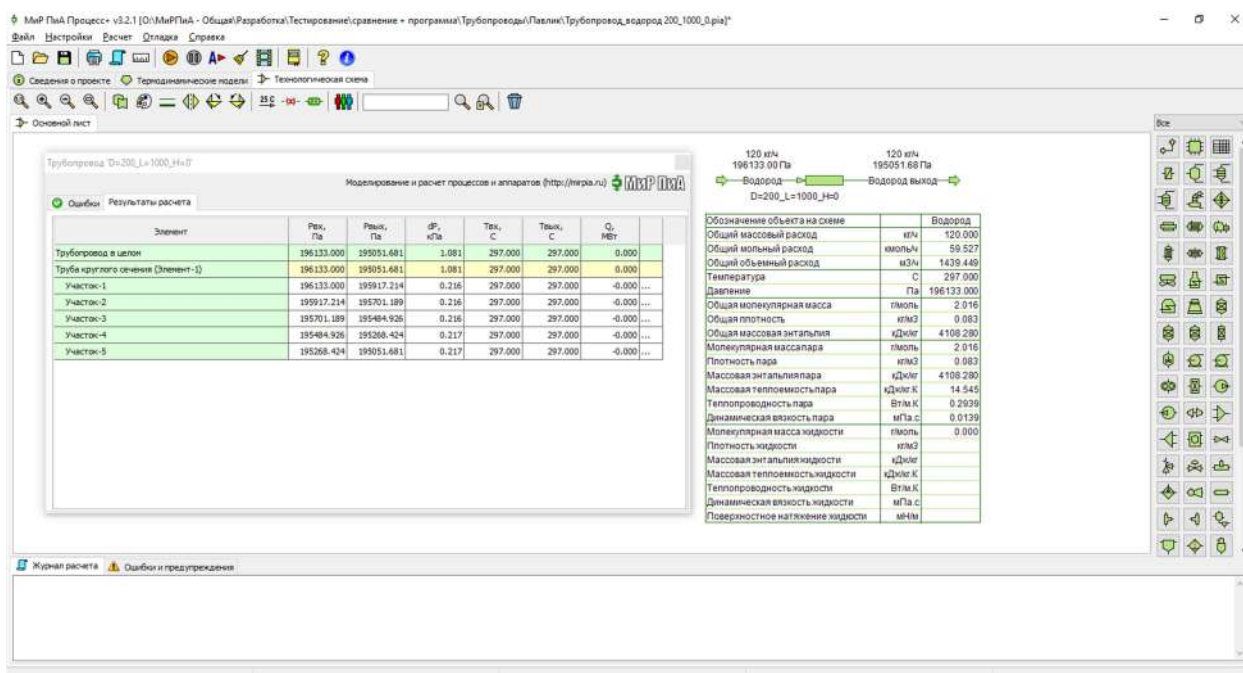 МиР ПиА Процесс+ v3.2.1 [O:\МиРПиА - Общая\Разработка\Тестирование\сравнение + программа\Трубопроводы\Павлик\Трубопровод_водород 200_1000_0.pia]*
Файл Настройки Расчет Отладка Справка
Сведения о проекте Термодинамические модели Технологическая схема
25 C
Основной лист
Все
Трубопровод 'D=200_L=1000_H=0'
Моделирование и расчет процессов и аппаратов (http://mirpia.ru) МиР ПиА
Ошибки Результаты расчета
Элемент Pвх, Па Pвых, Па dP, кПа Tвх, C Tвых, C Q, МВт
Трубопровод в целом 196133.000 195051.681 1.081 297.000 297.000 0.000
Труба круглого сечения (Элемент-1) 196133.000 195051.681 1.081 297.000 297.000 0.000
Участок-1 196133.000 195917.214 0.216 297.000 297.000 -0.000 ...
Участок-2 195917.214 195701.189 0.216 297.000 297.000 -0.000 ...
Участок-3 195701.189 195484.926 0.216 297.000 297.000 -0.000 ...
Участок-4 195484.926 195268.424 0.217 297.000 297.000 -0.000 ...
Участок-5 195268.424 195051.681 0.217 297.000 297.000 -0.000 ...
120 кг/ч 120 кг/ч
196133.00 Па 195051.68 Па
Водород Водород выход
D=200_L=1000_H=0
Обозначение объекта на схеме Водород
Общий массовый расход кг/ч 120.000
Общий мольный расход кмоль/ч 59.527
Общий объемный расход м3/ч 1439.449
Температура C 297.000
Давление Па 196133.000
Общая молекулярная масса г/моль 2.016
Общая плотность кг/м3 0.083
Общая массовая энтальпия кДж/кг 4108.280
Молекулярная масса пара г/моль 2.016
Плотность пара кг/м3 0.083
Массовая энтальпия пара кДж/кг 4108.280
Массовая теплоемкость пара кДж/кг.К 14.545
Теплопроводность пара Вт/м.К 0.2939
Динамическая вязкость пара мПа.с 0.0139
Молекулярная масса жидкости г/моль 0.000
Плотность жидкости кг/м3
Массовая энтальпия жидкости кДж/кг
Массовая теплоемкость жидкости кДж/кг.К
Теплопроводность жидкости Вт/м.К
Динамическая вязкость жидкости мПа.с
Поверхностное натяжение жидкости мН/м
Журнал расчета Ошибки и предупреждения